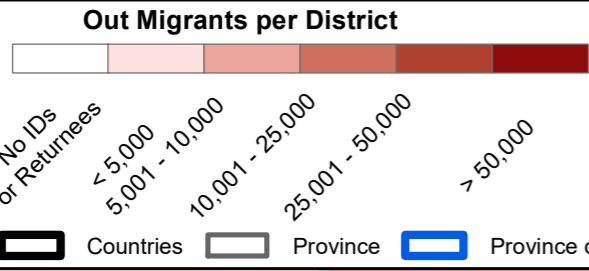 Out Migrants per District
No IDs
or Returnees
< 5,000
5,001 - 10,000
10,001 - 25,000
25,001 - 50,000
> 50,000
Countries
Province
Province